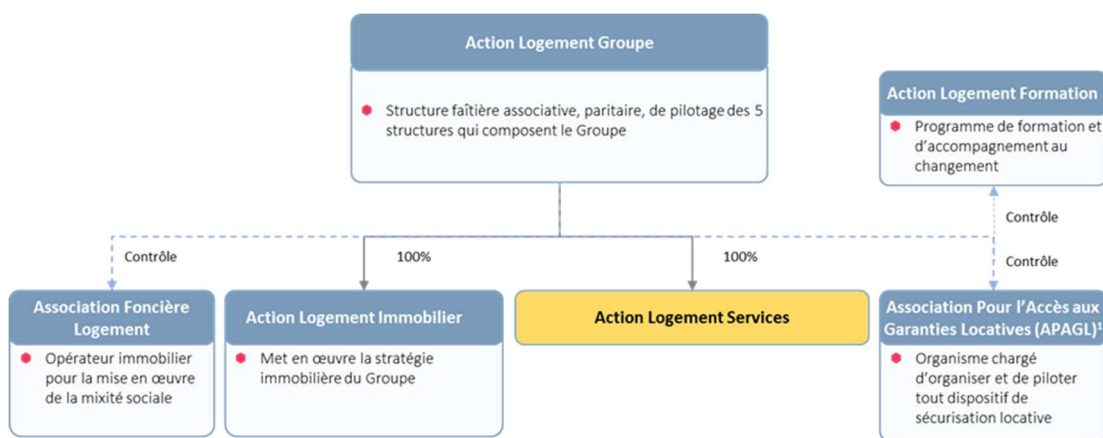 Action Logement Groupe
Structure faîtière associative, paritaire, de pilotage des 5
structures qui composent le Groupe
Action Logement Formation
Programme de formation et
d'accompagnement au
changement
Contrôle
Contrôle
100%
100%
Contrôle
Association Foncière
Logement
Opérateur immobilier
pour la mise en œuvre
de la mixité sociale
Action Logement Immobilier
Met en œuvre la stratégie
immobilière du Groupe
Action Logement Services
Association Pour l'Accès aux
Garanties Locatives (APAGL)¹
Organisme chargé
d'organiser et de piloter
tout dispositif de
sécurisation locative